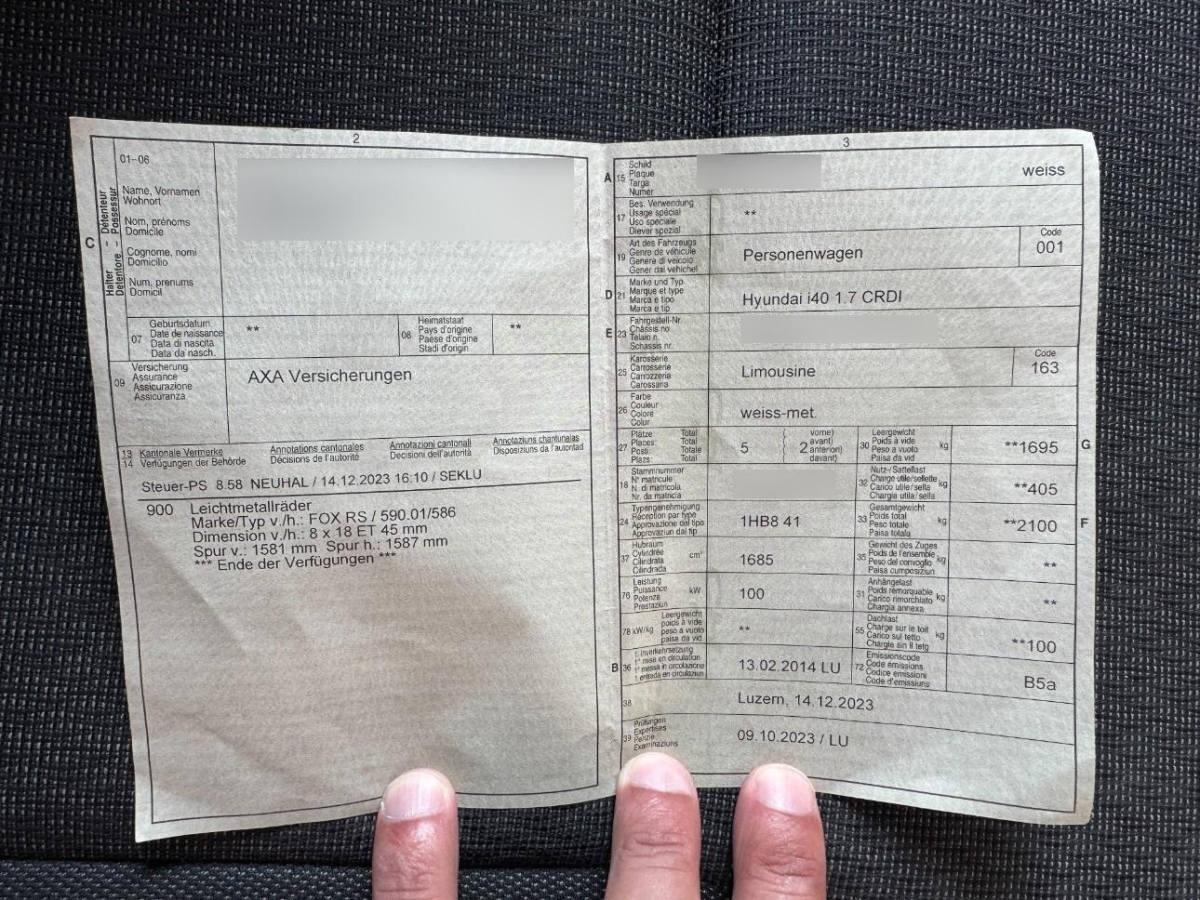 2
01-06
Name, Vornamen
Wohnort
Nom, prénoms
Domicile
Cognome, nomi
Domicilio
Num, prenums
Domicil
C
Halter - Détenteur
Detentore - Possessur
07
Geburtsdatum
Date de naissance
Data di nascita
Data da nasch.
**
08
Heimatstaat
Pays d'origine
Paese d'origine
Stadi d'origin
**
09
Versicherung
Assurance
Assicurazione
Assicuranza
AXA Versicherungen
13 Kantonale Vermerke
14 Verfügungen der Behörde
Annotations cantonales
Décisions de l'autorité
Annotazioni cantonali
Decisioni dell'autorità
Annotaziuns chantunalas
Disposiziuns da l'autoritad
Steuer-PS 8.58 NEUHAL / 14.12.2023 16:10 / SEKLU
900 Leichtmetallräder
Marke/Typ v./h.: FOX RS / 590.01/586
Dimension v./h.: 8 x 18 ET 45 mm
Spur v.: 1581 mm Spur h.: 1587 mm
*** Ende der Verfügungen ***
3
A 15
Schild
Plaque
Targa
Numer
weiss
17
Bes. Verwendung
Usage spécial
Uso speciale
Diever spezial
**
19
Art des Fahrzeugs
Genre de véhicule
Genere di veicolo
Gener dal vehichel
Personenwagen
Code
001
D 21
Marke und Typ
Marque et type
Marca e tipo
Marca e tip
Hyundai i40 1.7 CRDI
E 23
Fahrgestell-Nr.
Châssis no.
Telaio n.
Schassis nr.
25
Karosserie
Carrosserie
Carrozzeria
Carossaria
Limousine
Code
163
26
Farbe
Couleur
Colore
Colur
weiss-met.
27
Plätze: Total
Places: Total
Posti: Totale
Plazs: Total
5
2
vorne)
avant)
anteriori)
davant)
30
Leergewicht
Poids à vide
Peso a vuoto
Paisa da vid
kg
**1695
G
18
Stammnummer
N° matricule
N. di matricola
Nr. da matricla
32
Nutz-/Sattellast
Charge utile/sellette
Carico utile/sella
Chargia utila/sella
kg
**405
24
Typengenehmigung
Réception par type
Approvazione del tipo
Approvaziun dal tip
1HB8 41
33
Gesamtgewicht
Poids total
Peso totale
Paisa totala
kg
**2100
F
37
Hubraum
Cylindrée
Cilindrata
Cilindrada
cm³
1685
35
Gewicht des Zuges
Poids de l'ensemble
Peso del convoglio
Paisa cumposiziun
kg
**
76
Leistung
Puissance
Potenza
Prestaziun
kW
100
31
Anhängelast
Poids remorquable
Carico rimorchiato
Chargia annexa
kg
**
78 kW/kg
Leergewicht
poids à vide
peso a vuoto
paisa da vid
**
55
Dachlast
Charge sur le toit
Carico sul tetto
Chargia sin il tetg
kg
**100
B 36
1. Inverkehrsetzung
1re mise en circulation
1a messa in circolazione
1. entrada en circulaziun
13.02.2014 LU
72
Emissionscode
Code émissions
Codice emissioni
Code d'emissiuns
B5a
38
Luzern, 14.12.2023
39
Prüfungen
Expertises
Perizie
Examinaziuns
09.10.2023 / LU